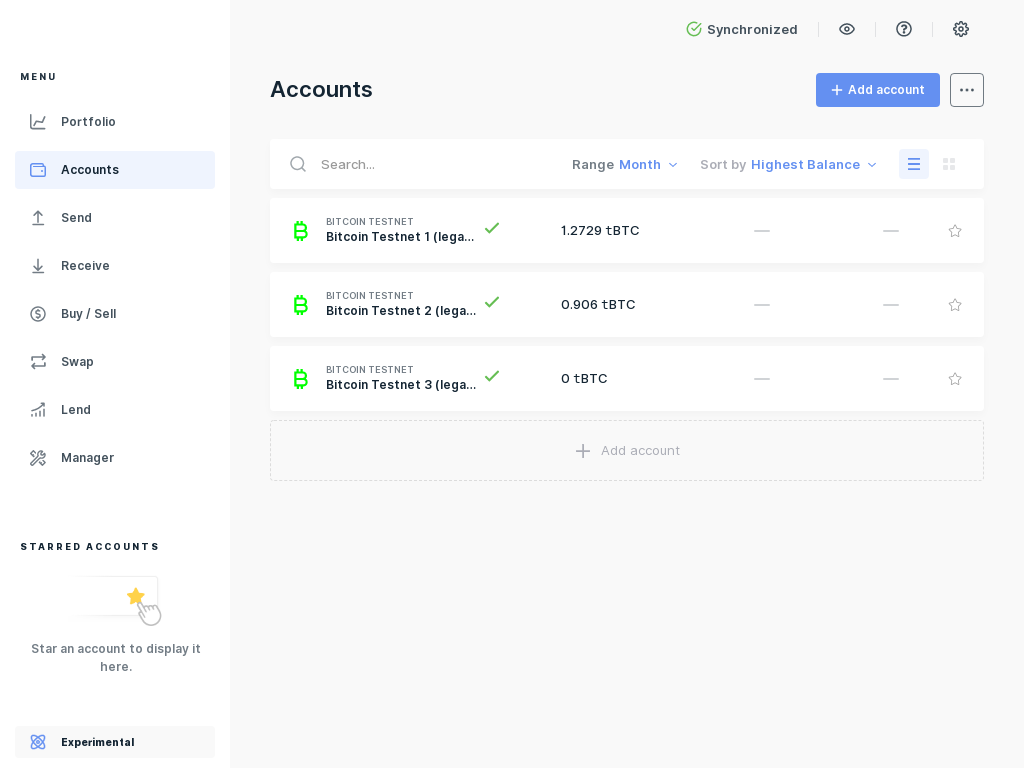 Synchronized
MENU
Portfolio
Accounts
Send
Receive
Buy / Sell
Swap
Lend
Manager
STARRED ACCOUNTS
Star an account to display it
here.
Experimental
Accounts
Add account
Search...
Range Month
Sort by Highest Balance
BITCOIN TESTNET
Bitcoin Testnet 1 (lega...
1.2729 tBTC
—
—
BITCOIN TESTNET
Bitcoin Testnet 2 (lega...
0.906 tBTC
—
—
BITCOIN TESTNET
Bitcoin Testnet 3 (lega...
0 tBTC
—
—
Add account